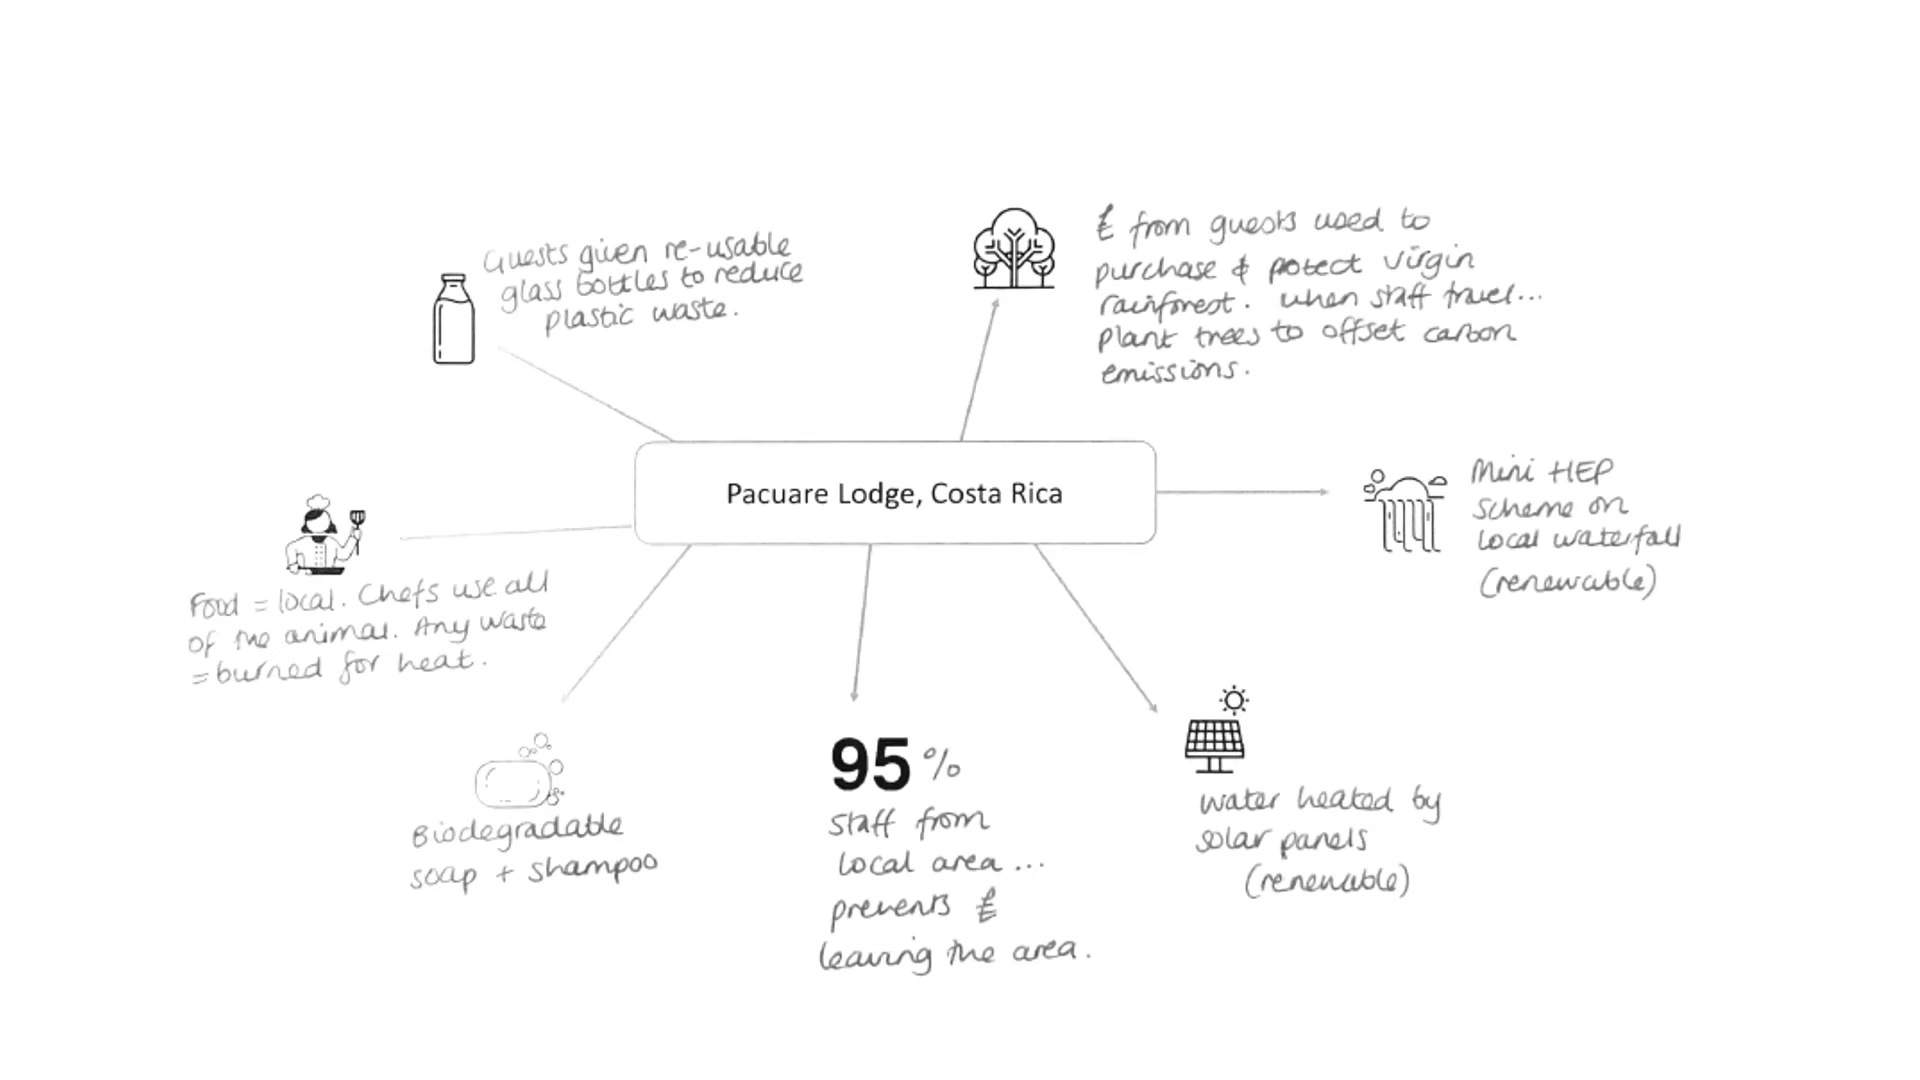 Guests given re-usable
glass bottles to reduce
plastic waste.
£ from guests used to
purchase & protect virgin
rainforest. when staff travel...
plant trees to offset carbon
emissions.
Pacuare Lodge, Costa Rica
Mini HEP
scheme on
local waterfall
(renewable)
Food = local. Chefs use all
of the animal. Any waste
= burned for heat.
Biodegradable
soap + shampoo
95%
staff from
local area...
prevents £
leaving the area.
water heated by
solar panels
(renewable)